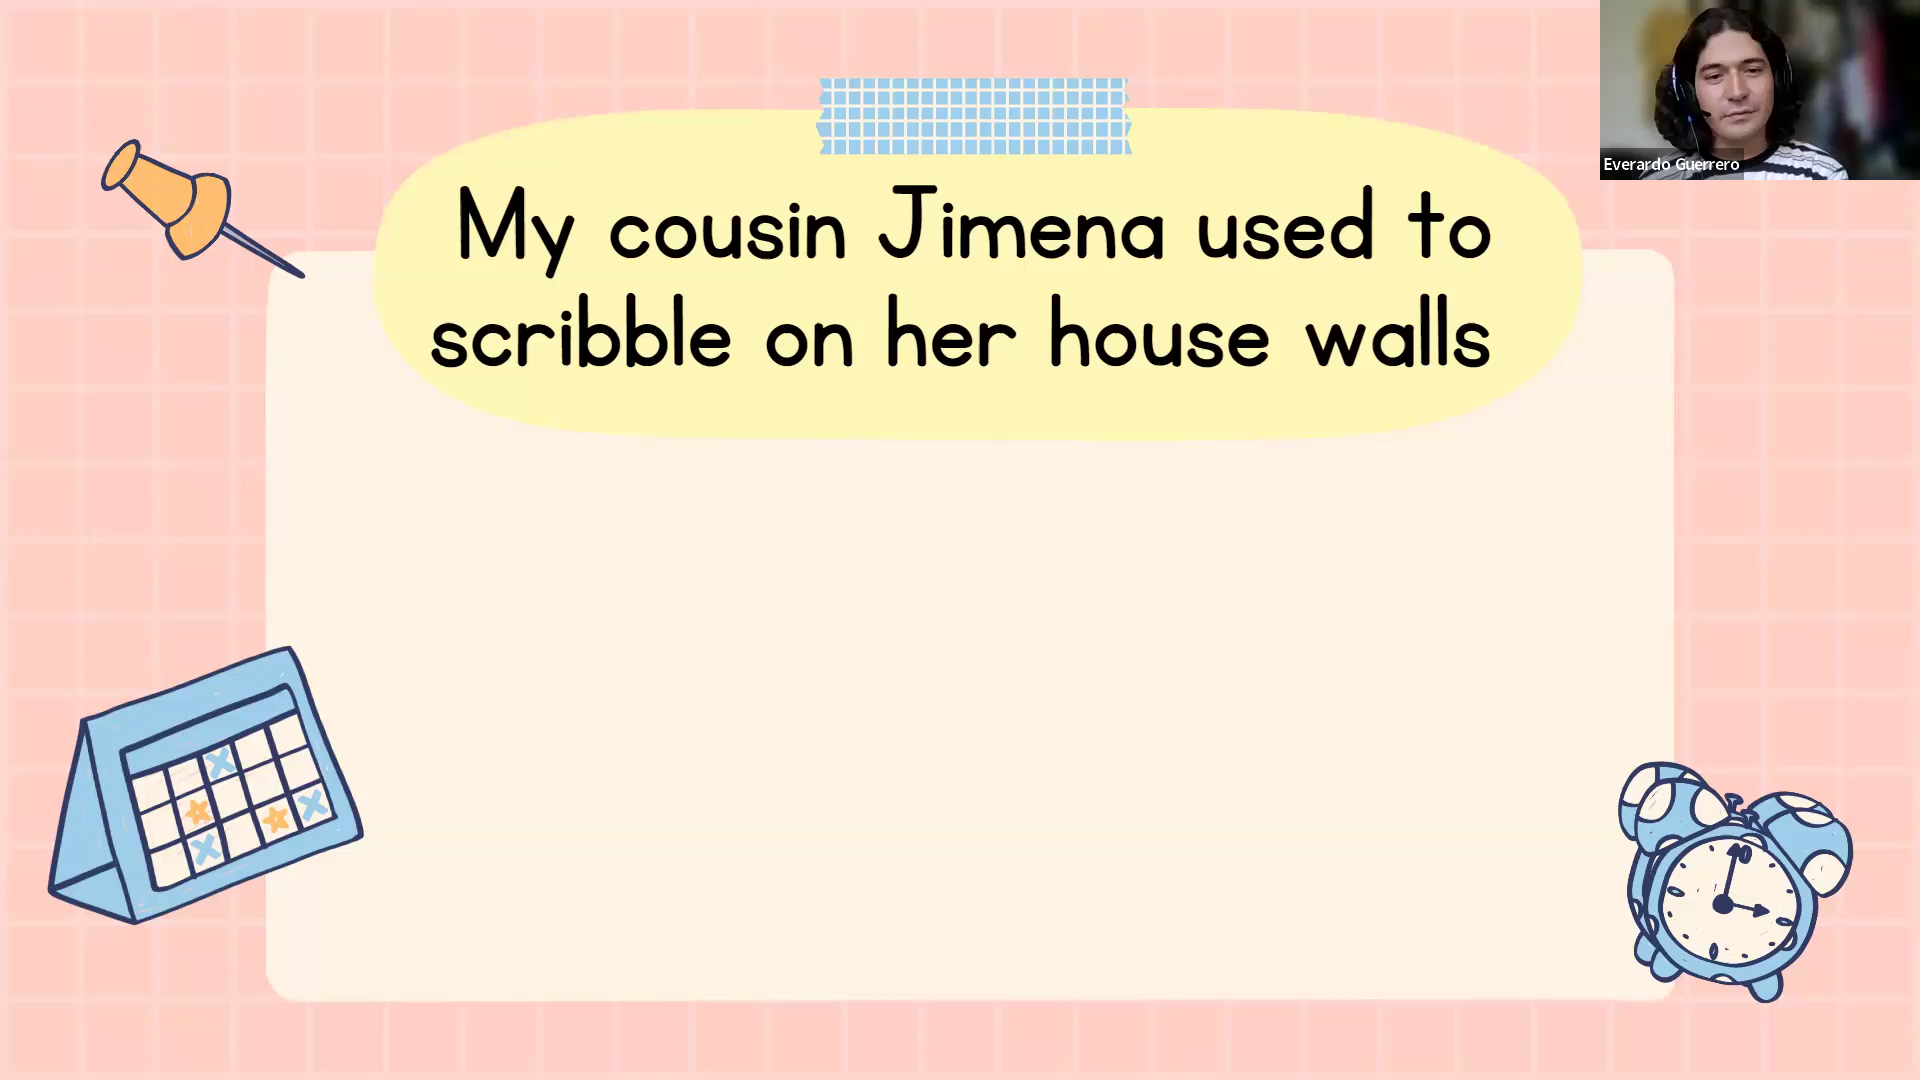 My cousin Jimena used to
scribble on her house walls
Everardo Guerrero